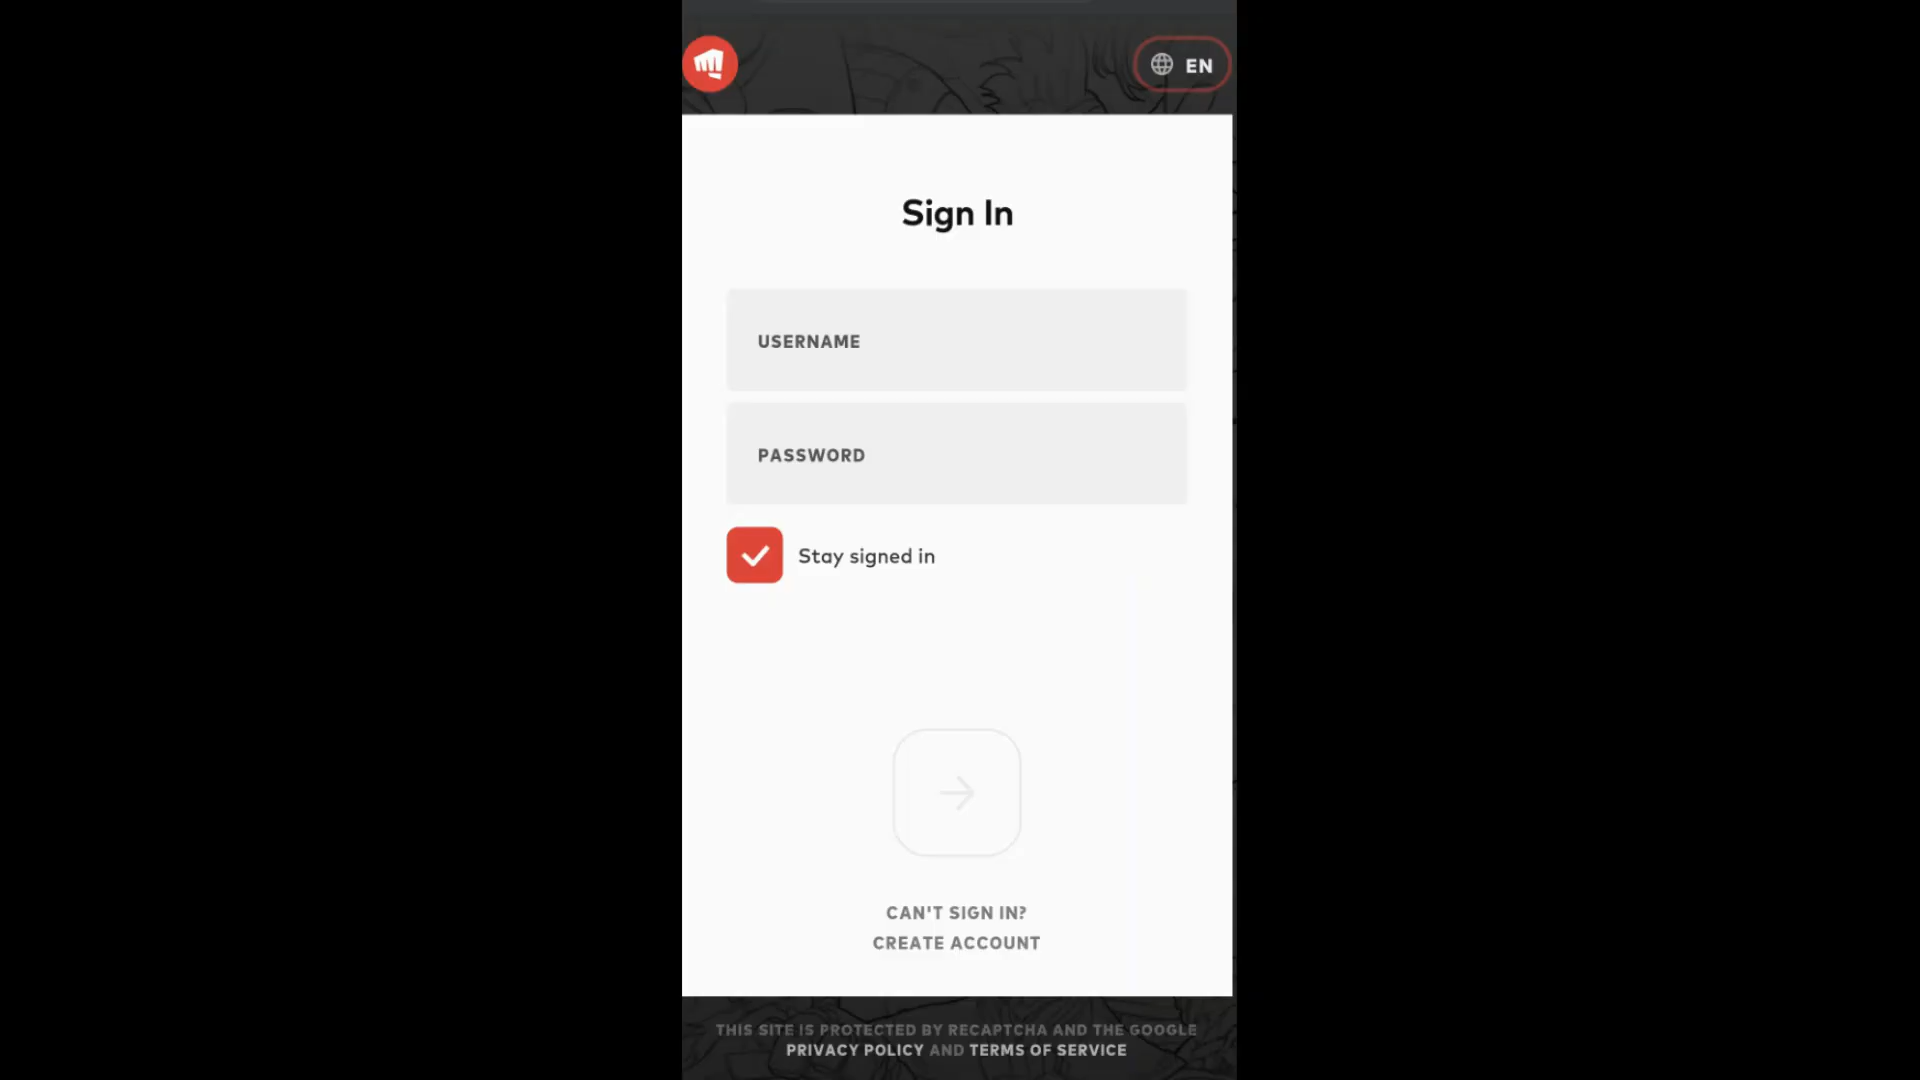 EN
Sign In
USERNAME
PASSWORD
Stay signed in
CAN'T SIGN IN?
CREATE ACCOUNT
THIS SITE IS PROTECTED BY RECAPTCHA AND THE GOOGLE
PRIVACY POLICY AND TERMS OF SERVICE